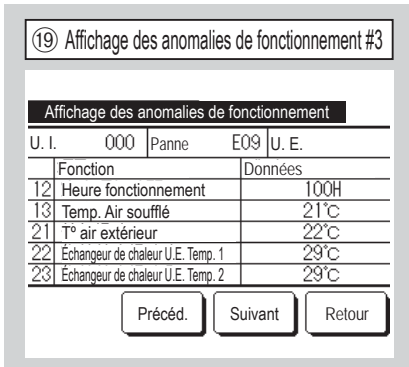 ⑲ Affichage des anomalies de fonctionnement #3
Affichage des anomalies de fonctionnement
U. I. 000 Panne E09 U. E.
Fonction Données
12 Heure fonctionnement 100H
13 Temp. Air soufflé 21°C
21 Tº air extérieur 22°C
22 Échangeur de chaleur U.E. Temp. 1 29°C
23 Échangeur de chaleur U.E. Temp. 2 29°C
Précéd. Suivant Retour